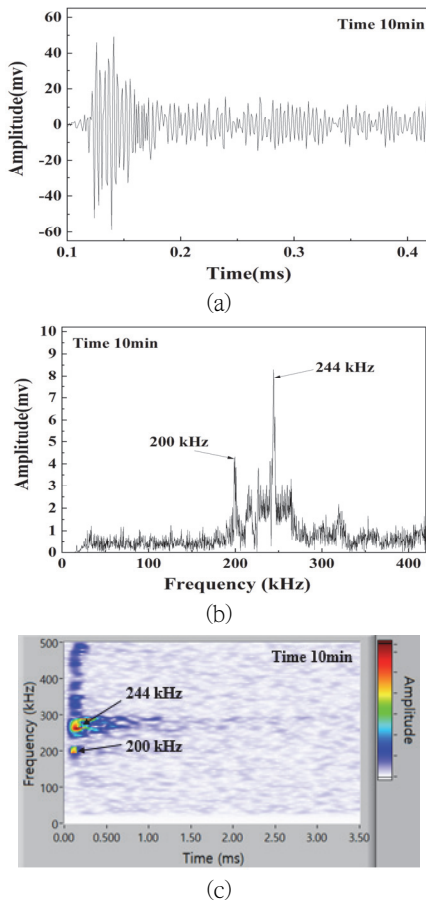 Time 10min
60
40
20
0
-20
-40
-60
Amplitude(mv)
0.1 0.2 0.3 0.4
Time(ms)
(a)
Time 10min
10
9
8
7
6
5
4
3
2
1
0
Amplitude(mv)
244 kHz
200 kHz
0 100 200 300 400
Frequency (kHz)
(b)
Time 10min
500
400
300
200
100
0
Frequency (kHz)
244 kHz
200 kHz
Amplitude
0.00 0.50 1.00 1.50 2.00 2.50 3.00 3.50
Time (ms)
(c)